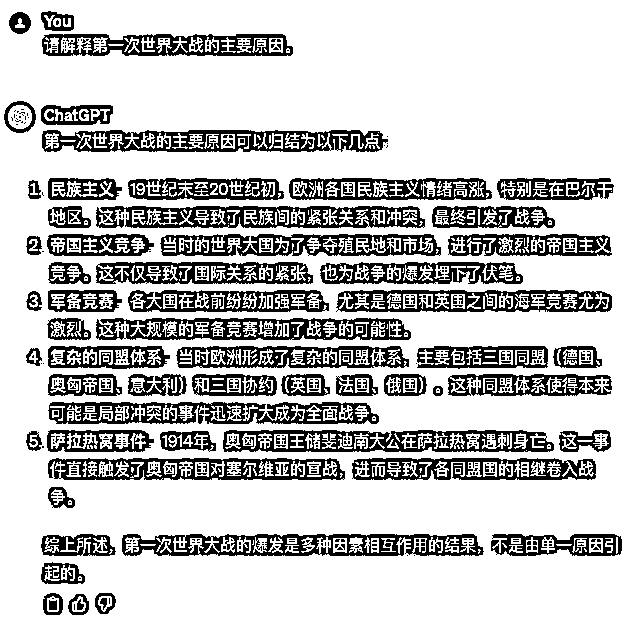 You
请解释第一次世界大战的主要原因。
ChatGPT
第一次世界大战的主要原因可以归结为以下几点：
1. 民族主义：19世纪末至20世纪初，欧洲各国民族主义情绪高涨，特别是在巴尔干
地区。这种民族主义导致了民族间的紧张关系和冲突，最终引发了战争。
2. 帝国主义竞争：当时的世界大国为了争夺殖民地和市场，进行了激烈的帝国主义
竞争。这不仅导致了国际关系的紧张，也为战争的爆发埋下了伏笔。
3. 军备竞赛：各大国在战前纷纷加强军备，尤其是德国和英国之间的海军竞赛尤为
激烈。这种大规模的军备竞赛增加了战争的可能性。
4. 复杂的同盟体系：当时欧洲形成了复杂的同盟体系，主要包括三国同盟（德国、
奥匈帝国、意大利）和三国协约（英国、法国、俄国）。这种同盟体系使得本来
可能是局部冲突的事件迅速扩大成为全面战争。
5. 萨拉热窝事件：1914年，奥匈帝国王储斐迪南大公在萨拉热窝遇刺身亡。这一事
件直接触发了奥匈帝国对塞尔维亚的宣战，进而导致了各同盟国的相继卷入战
争。
综上所述，第一次世界大战的爆发是多种因素相互作用的结果，不是由单一原因引
起的。